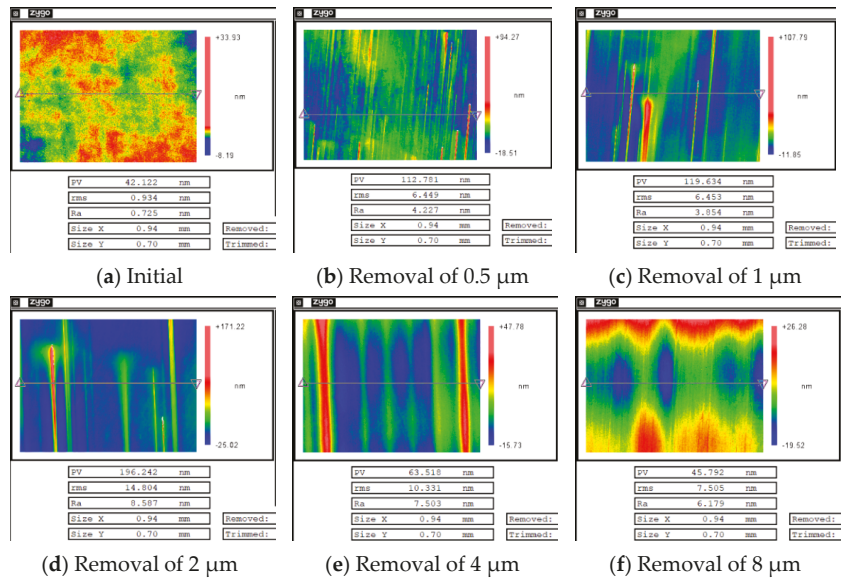 zygo
+33.93
nm
-8.19
PV 42.122 nm
rms 0.934 nm
Ra 0.725 nm
Size X 0.94 mm Removed:
Size Y 0.70 mm Trimmed:
(a) Initial
zygo
+94.27
nm
-18.51
PV 112.781 nm
rms 6.449 nm
Ra 4.227 nm
Size X 0.94 mm Removed:
Size Y 0.70 mm Trimmed:
(b) Removal of 0.5 μm
zygo
+107.79
nm
-11.85
PV 119.634 nm
rms 6.453 nm
Ra 3.854 nm
Size X 0.94 mm Removed:
Size Y 0.70 mm Trimmed:
(c) Removal of 1 μm
zygo
+171.22
nm
-25.02
PV 196.242 nm
rms 14.804 nm
Ra 8.587 nm
Size X 0.94 mm Removed:
Size Y 0.70 mm Trimmed:
(d) Removal of 2 μm
zygo
+47.78
nm
-15.73
PV 63.518 nm
rms 10.331 nm
Ra 7.503 nm
Size X 0.94 mm Removed:
Size Y 0.70 mm Trimmed:
(e) Removal of 4 μm
zygo
+26.28
nm
-19.52
PV 45.792 nm
rms 7.505 nm
Ra 6.179 nm
Size X 0.94 mm Removed:
Size Y 0.70 mm Trimmed:
(f) Removal of 8 μm